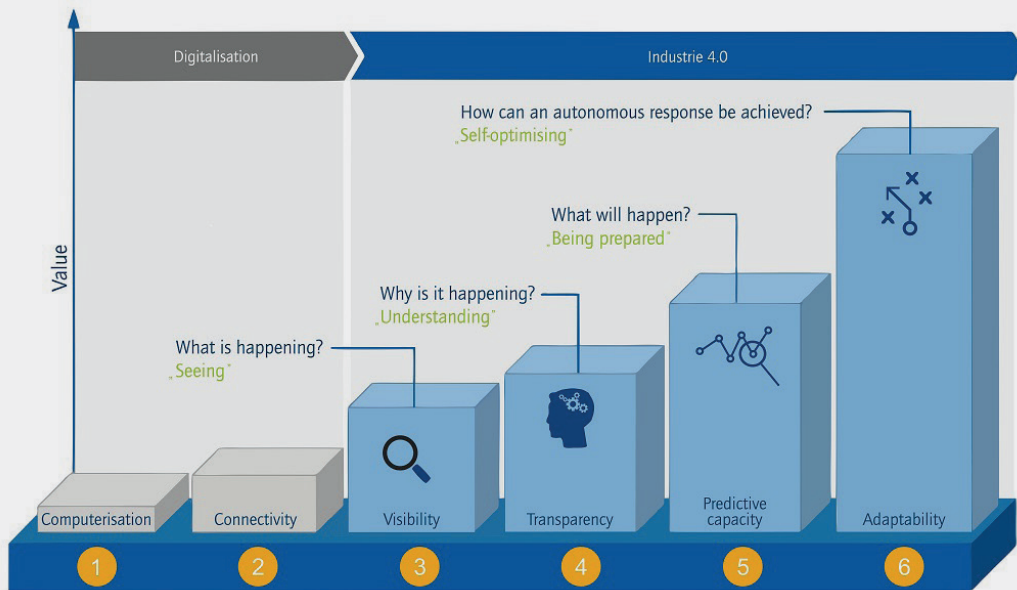 Digitalisation
Industrie 4.0
Value
How can an autonomous response be achieved?
„Self-optimising"
What will happen?
„Being prepared"
Why is it happening?
„Understanding"
What is happening?
„Seeing"
Computerisation
Connectivity
Visibility
Transparency
Predictive
capacity
Adaptability
1
2
3
4
5
6